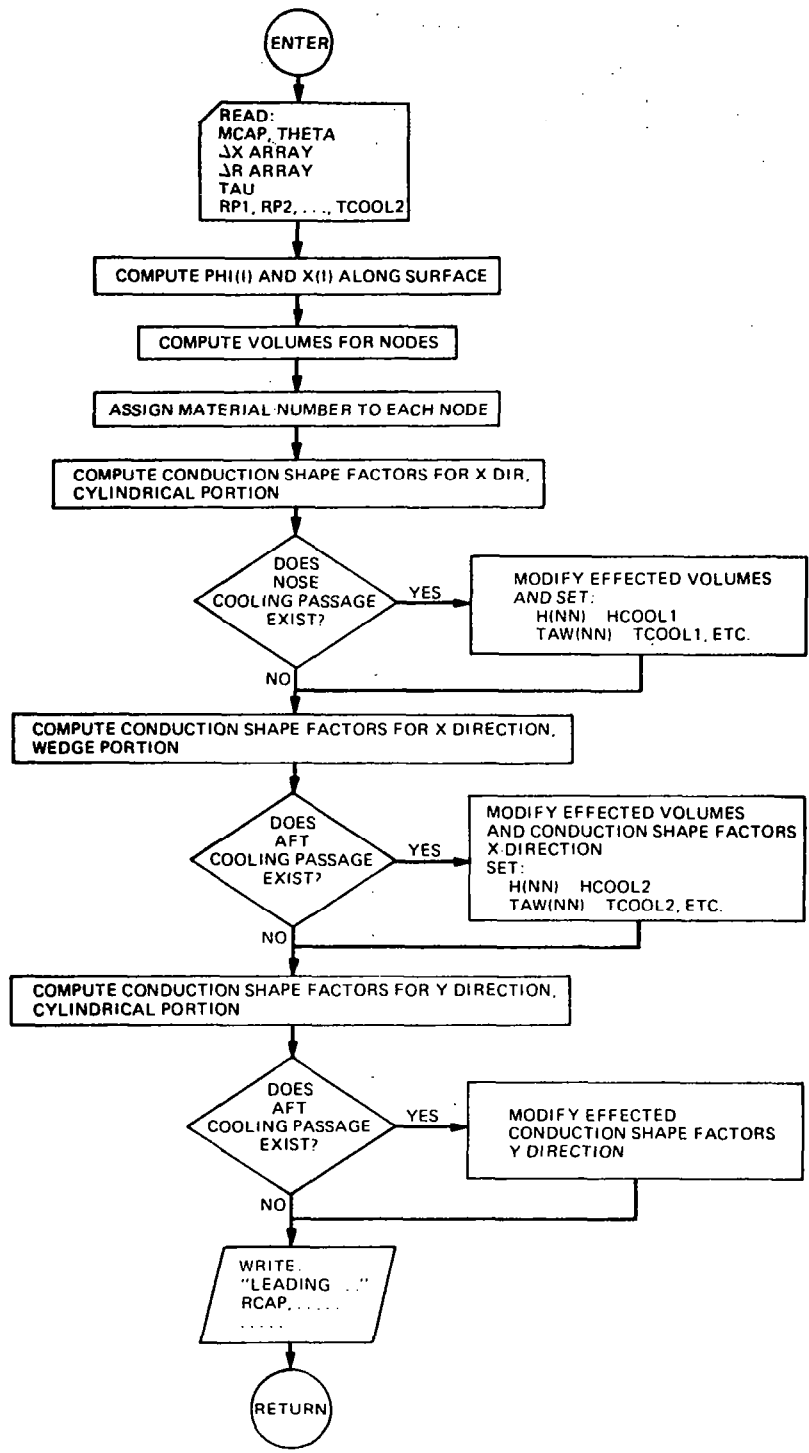 ENTER
READ:
MCAP, THETA
ΔX ARRAY
ΔR ARRAY
TAU
RP1, RP2, . . ., TCOOL2
COMPUTE PHI(I) AND X(I) ALONG SURFACE
COMPUTE VOLUMES FOR NODES
ASSIGN MATERIAL NUMBER TO EACH NODE
COMPUTE CONDUCTION SHAPE FACTORS FOR X DIR,
CYLINDRICAL PORTION
DOES
NOSE
COOLING PASSAGE
EXIST?
YES
MODIFY EFFECTED VOLUMES
AND SET:
H(NN) HCOOL1
TAW(NN) TCOOL1, ETC.
NO
COMPUTE CONDUCTION SHAPE FACTORS FOR X DIRECTION,
WEDGE PORTION
DOES
AFT
COOLING PASSAGE
EXIST?
YES
MODIFY EFFECTED VOLUMES
AND CONDUCTION SHAPE FACTORS
X DIRECTION
SET:
H(NN) HCOOL2
TAW(NN) TCOOL2, ETC.
NO
COMPUTE CONDUCTION SHAPE FACTORS FOR Y DIRECTION,
CYLINDRICAL PORTION
DOES
AFT
COOLING PASSAGE
EXIST?
YES
MODIFY EFFECTED
CONDUCTION SHAPE FACTORS
Y DIRECTION
NO
WRITE.
"LEADING . ."
RCAP, . . . . . .
. . . . .
RETURN